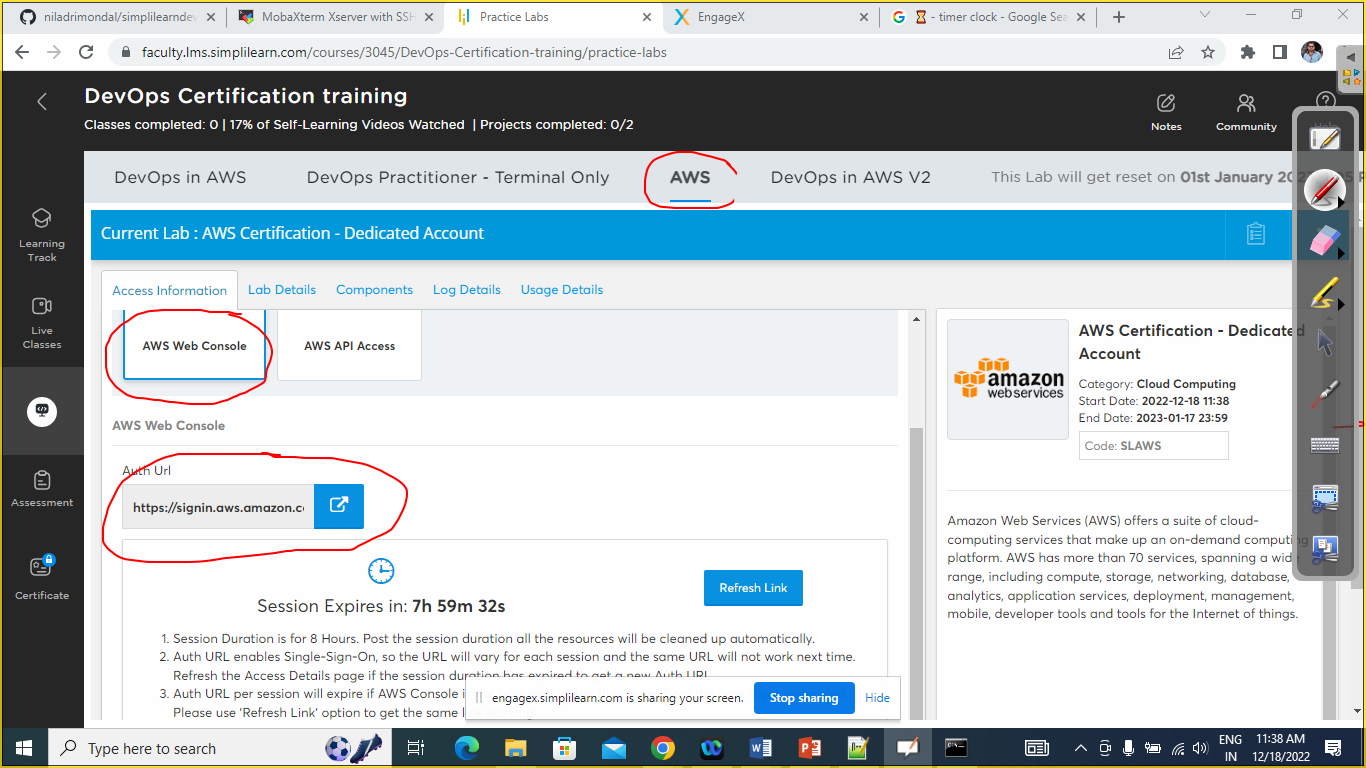 niladrimondal/simplilearndev
MobaXterm Xserver with SSH
Practice Labs
EngageX
- timer clock - Google Sea
faculty.lms.simplilearn.com/courses/3045/DevOps-Certification-training/practice-labs
DevOps Certification training
Classes completed: 0 | 17% of Self-Learning Videos Watched | Projects completed: 0/2
Notes
Community
Help
DevOps in AWS
DevOps Practitioner - Terminal Only
AWS
DevOps in AWS V2
This Lab will get reset on 01st January
Learning
Track
Live
Classes
Assessment
Certificate
Current Lab : AWS Certification - Dedicated Account
Access Information
Lab Details
Components
Log Details
Usage Details
AWS Web Console
AWS API Access
AWS Web Console
Auth Url
https://signin.aws.amazon.co
Session Expires in: 7h 59m 32s
Refresh Link
1. Session Duration is for 8 Hours. Post the session duration all the resources will be cleaned up automatically.
2. Auth URL enables Single-Sign-On, so the URL will vary for each session and the same URL will not work next time.
Refresh the Access Details page if the session duration has expired to get a new Auth URL.
3. Auth URL per session will expire if AWS Console i
Please use 'Refresh Link' option to get the same
amazon
web services
AWS Certification - Dedicated
Account
Category: Cloud Computing
Start Date: 2022-12-18 11:38
End Date: 2023-01-17 23:59
Code: SLAWS
Amazon Web Services (AWS) offers a suite of cloud-
computing services that make up an on-demand computing
platform. AWS has more than 70 services, spanning a wide
range, including compute, storage, networking, database,
analytics, application services, deployment, management,
mobile, developer tools and tools for the Internet of things.
engagex.simplilearn.com is sharing your screen.
Stop sharing
Hide
Type here to search
ENG
IN
11:38 AM
12/18/2022